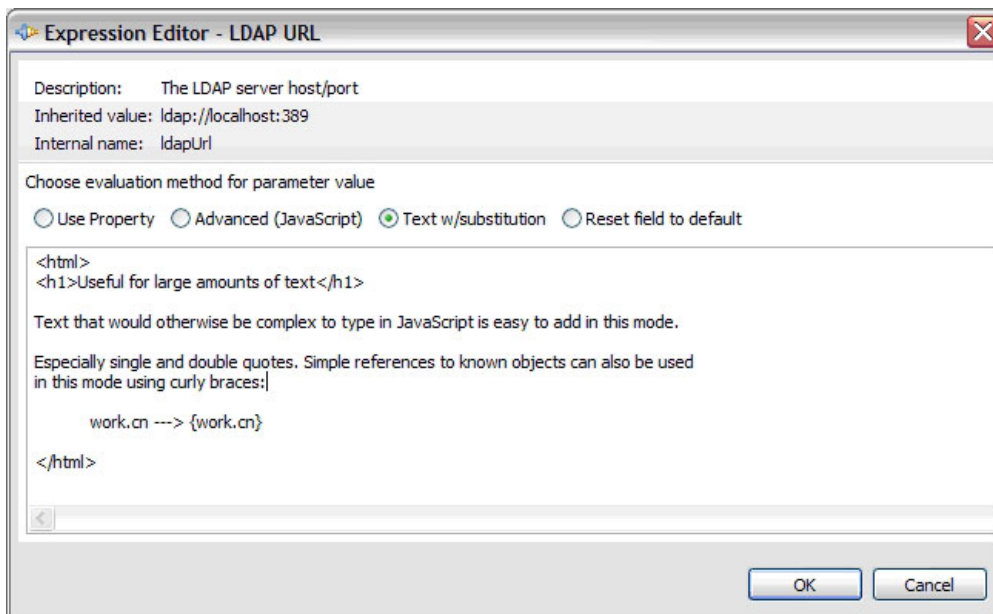 Expression Editor - LDAP URL
Description: The LDAP server host/port
Inherited value: ldap://localhost:389
Internal name: ldapUrl
Choose evaluation method for parameter value
Use Property Advanced (JavaScript) Text w/substitution Reset field to default
<html>
<h1>Useful for large amounts of text</h1>
Text that would otherwise be complex to type in JavaScript is easy to add in this mode.
Especially single and double quotes. Simple references to known objects can also be used
in this mode using curly braces:
work.cn ---> {work.cn}
</html>
OK Cancel